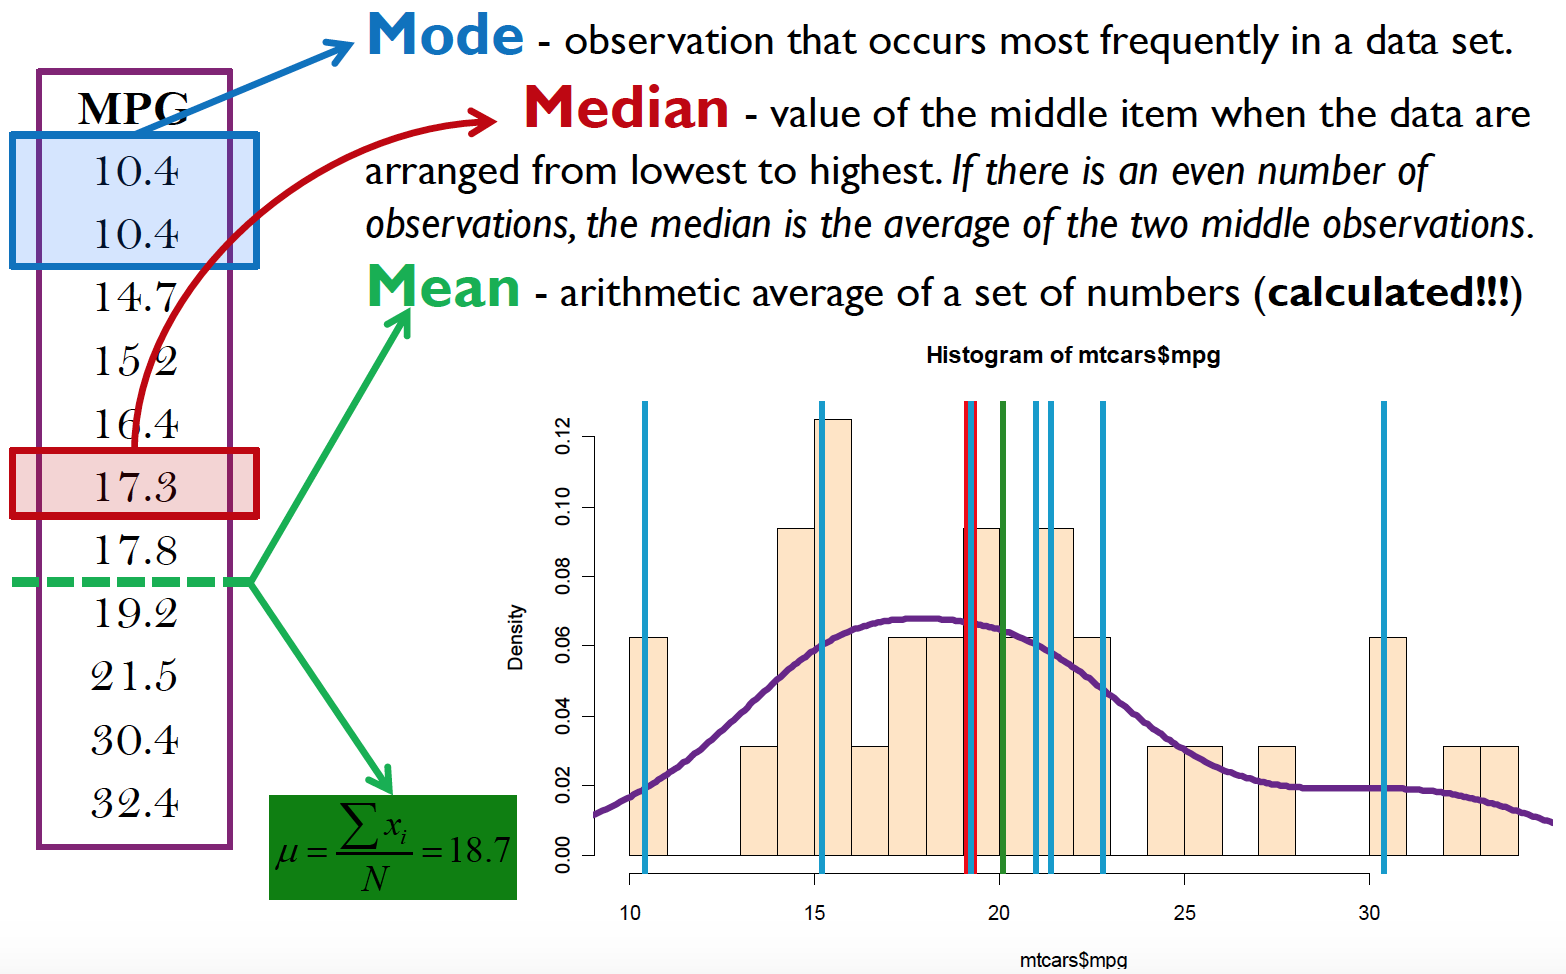 Mode - observation that occurs most frequently in a data set.
Median - value of the middle item when the data are
arranged from lowest to highest. If there is an even number of
observations, the median is the average of the two middle observations.
Mean - arithmetic average of a set of numbers (calculated!!!)
MPG
10.4
10.4
14.7
15.2
16.4
17.3
17.8
19.2
21.5
30.4
32.4
μ = ∑ xᵢ / N = 18.7
Histogram of mtcars$mpg
Density
0.12
0.10
0.08
0.06
0.04
0.02
0.00
10 15 20 25 30
mtcars$mpg